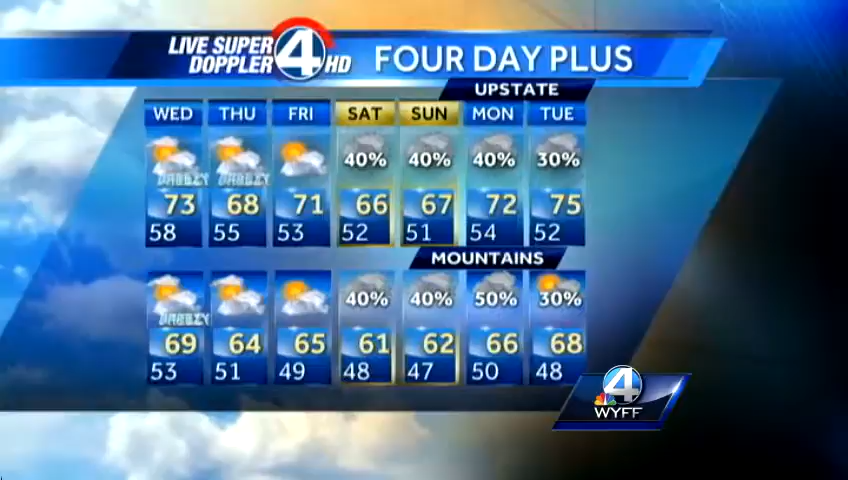 LIVE SUPER DOPPLER 4 HD
FOUR DAY PLUS
UPSTATE
WED THU FRI SAT SUN MON TUE
BREEZY BREEZY 40% 40% 40% 30%
73 68 71 66 67 72 75
58 55 53 52 51 54 52
MOUNTAINS
BREEZY 40% 40% 50% 30%
69 64 65 61 62 66 68
53 51 49 48 47 50 48
4
WYFF